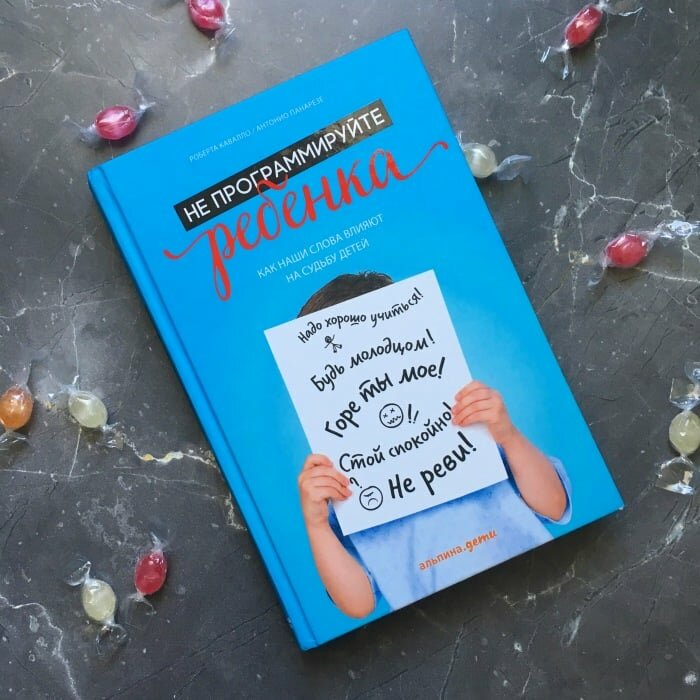 РОБЕРТА КАВАЛЛО / АНТОНИО ПАНАРЕЗЕ
НЕ ПРОГРАММИРУЙТЕ
ребёнка
КАК НАШИ СЛОВА ВЛИЯЮТ
НА СУДЬБУ ДЕТЕЙ
Надо хорошо учиться!
Будь молодцом!
Горе ты мое!
!!
Стой спокойно!
?.
Не реви!
альпина.дети